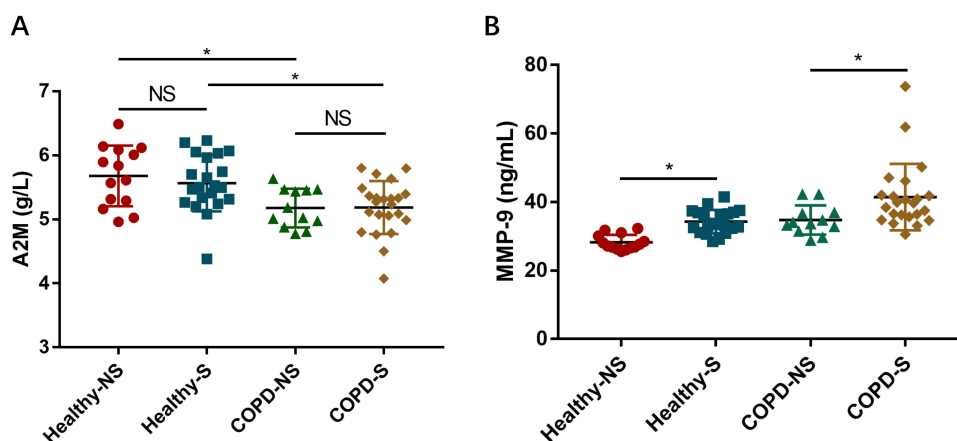 A
A2M (g/L)
7
6
5
4
3
*
*
NS
NS
Healthy-NS
Healthy-S
COPD-NS
COPD-S
B
MMP-9 (ng/mL)
80
60
40
20
0
*
*
Healthy-NS
Healthy-S
COPD-NS
COPD-S